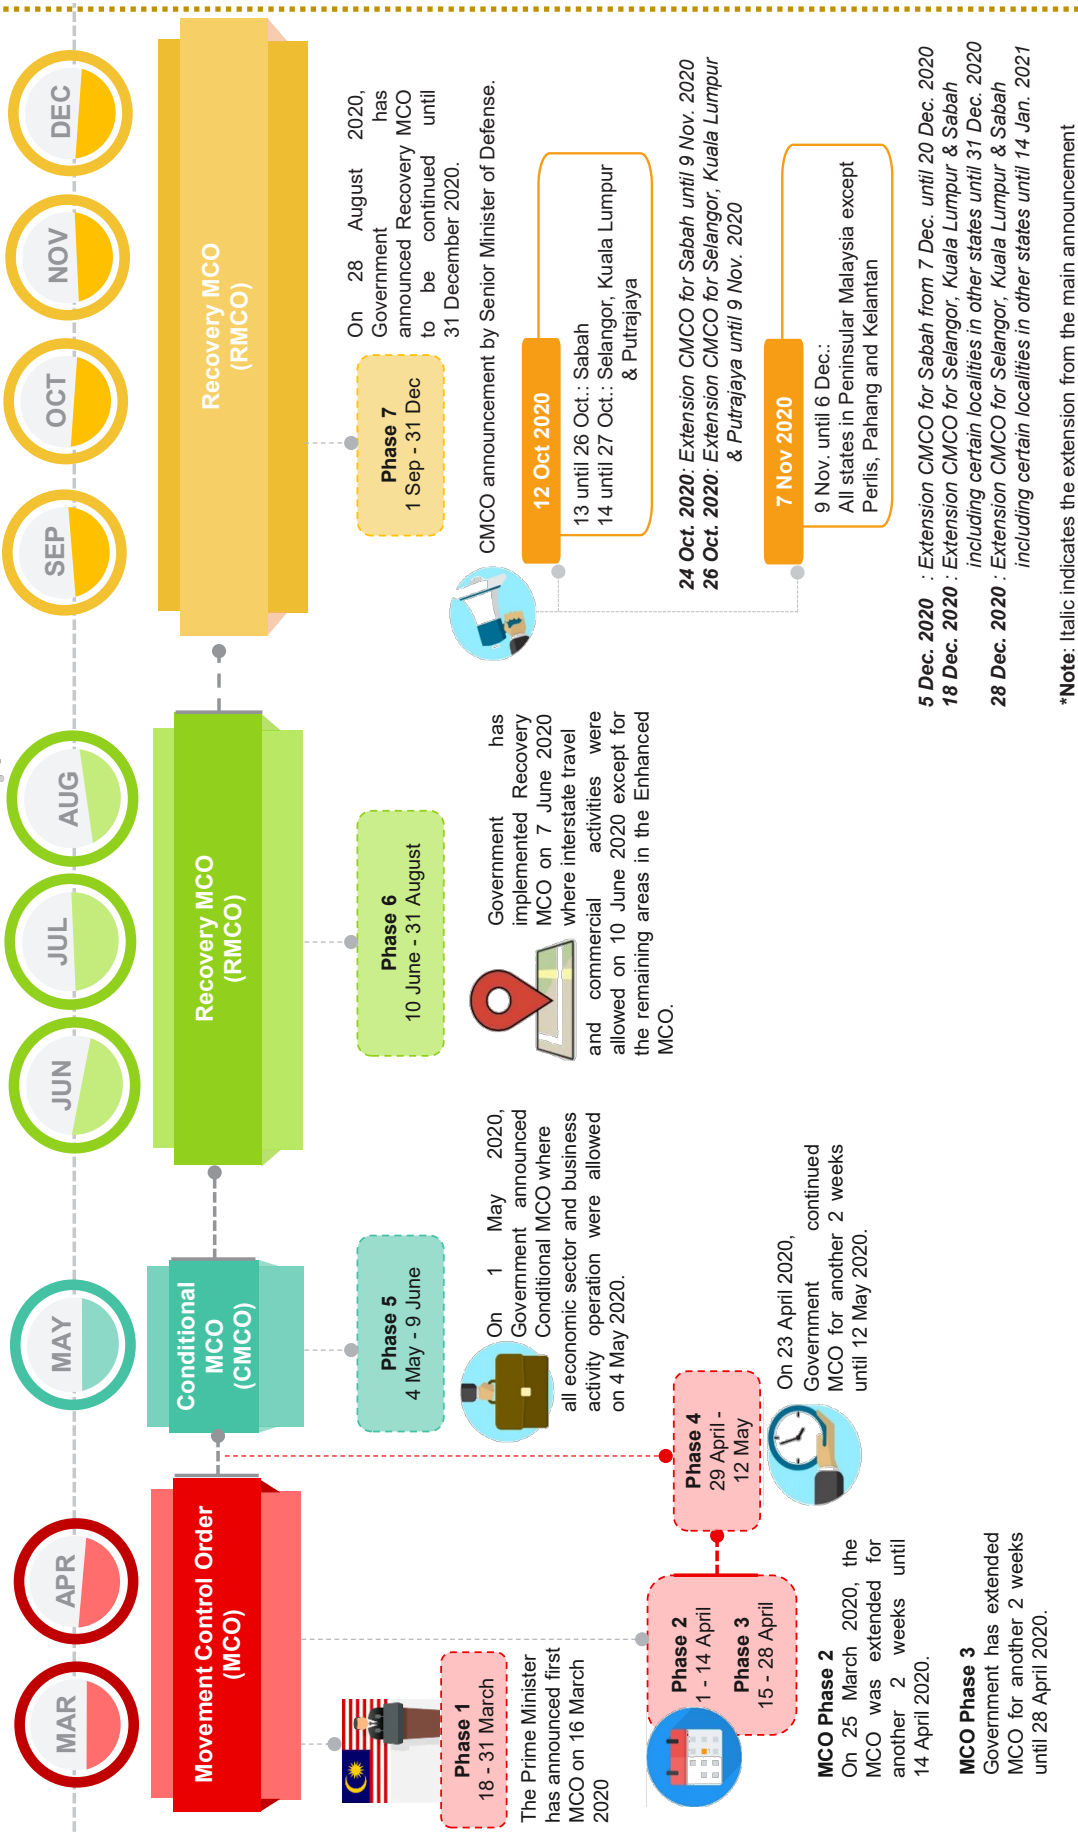 MAR
APR
MAY
JUN
JUL
AUG
SEP
OCT
NOV
DEC
Movement Control Order
(MCO)
Conditional
MCO
(CMCO)
Recovery MCO
(RMCO)
Recovery MCO
(RMCO)
Phase 1
18 - 31 March
The Prime Minister
has announced first
MCO on 16 March
2020
Phase 2
1 - 14 April
Phase 3
15 - 28 April
MCO Phase 2
On 25 March 2020, the
MCO was extended for
another 2 weeks until
14 April 2020.
MCO Phase 3
Government has extended
MCO for another 2 weeks
until 28 April 2020.
Phase 4
29 April -
12 May
On 23 April 2020,
Government continued
MCO for another 2 weeks
until 12 May 2020.
Phase 5
4 May - 9 June
On 1 May 2020,
Government announced
Conditional MCO where
all economic sector and business
activity operation were allowed
on 4 May 2020.
Phase 6
10 June - 31 August
Government has
implemented Recovery
MCO on 7 June 2020
where interstate travel
and commercial activities were
allowed on 10 June 2020 except for
the remaining areas in the Enhanced
MCO.
Phase 7
1 Sep - 31 Dec
On 28 August 2020,
Government has
announced Recovery MCO
to be continued until
31 December 2020.
CMCO announcement by Senior Minister of Defense.
12 Oct 2020
13 until 26 Oct.: Sabah
14 until 27 Oct.: Selangor, Kuala Lumpur
& Putrajaya
24 Oct. 2020: Extension CMCO for Sabah until 9 Nov. 2020
26 Oct. 2020: Extension CMCO for Selangor, Kuala Lumpur
& Putrajaya until 9 Nov. 2020
7 Nov 2020
9 Nov. until 6 Dec.:
All states in Peninsular Malaysia except
Perlis, Pahang and Kelantan
5 Dec. 2020 : Extension CMCO for Sabah from 7 Dec. until 20 Dec. 2020
18 Dec. 2020 : Extension CMCO for Selangor, Kuala Lumpur & Sabah
including certain localities in other states until 31 Dec. 2020
28 Dec. 2020 : Extension CMCO for Selangor, Kuala Lumpur & Sabah
including certain localities in other states until 14 Jan. 2021
*Note: Italic indicates the extension from the main announcement